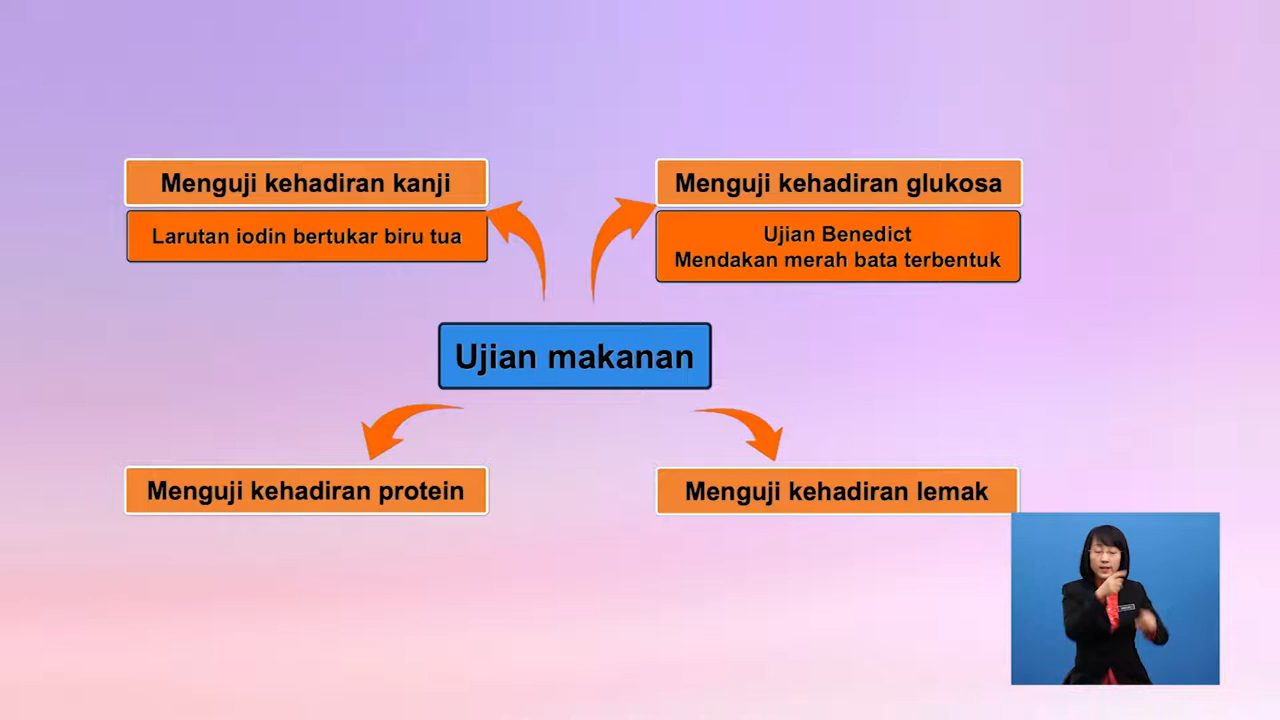 Menguji kehadiran kanji
Larutan iodin bertukar biru tua
Menguji kehadiran glukosa
Ujian Benedict
Mendakan merah bata terbentuk
Ujian makanan
Menguji kehadiran protein
Menguji kehadiran lemak